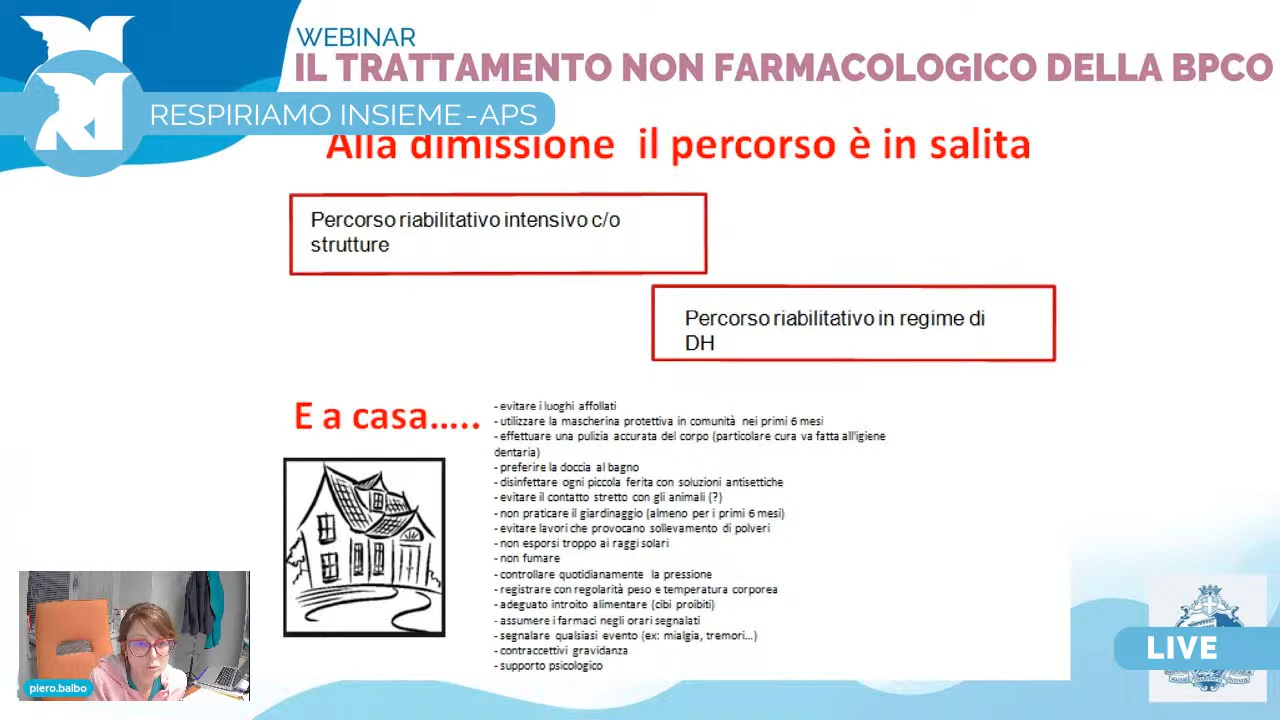 WEBINAR
IL TRATTAMENTO NON FARMACOLOGICO DELLA BPCO
RESPIRIAMO INSIEME-APS
Alla dimissione il percorso è in salita
Percorso riabilitativo intensivo c/o
strutture
Percorso riabilitativo in regime di
DH
E a casa.....
- evitare i luoghi affollati
- utilizzare la mascherina protettiva in comunità nei primi 6 mesi
- effettuare una pulizia accurata del corpo (particolare cura va fatta all'igiene
dentaria)
- preferire la doccia al bagno
- disinfettare ogni piccola ferita con soluzioni antisettiche
- evitare il contatto stretto con gli animali (?)
- non praticare il giardinaggio (almeno per i primi 6 mesi)
- evitare lavori che provocano sollevamento di polveri
- non esporsi troppo ai raggi solari
- non fumare
- controllare quotidianamente la pressione
- registrare con regolarità peso e temperatura corporea
- adeguato introito alimentare (cibi proibiti)
- assumere i farmaci negli orari segnalati
- segnalare qualsiasi evento (ex: mialgia, tremori...)
- contraccettivi gravidanza
- supporto psicologico
piero.balbo
LIVE